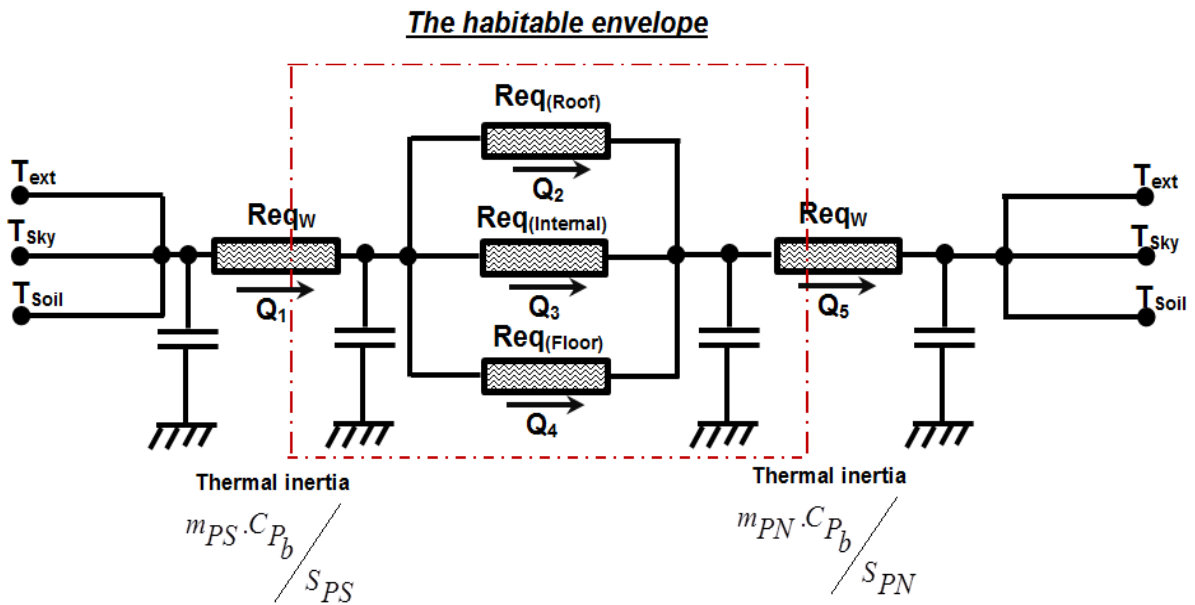 The habitable envelope
Req(Roof)
Q2
Text
TSky
TSoil
ReqW
Q1
Req(Internal)
Q3
Req(Floor)
Q4
ReqW
Q5
Text
TSky
TSoil
Thermal inertia
mPS .CPb / SPS
Thermal inertia
mPN .CPb / SPN